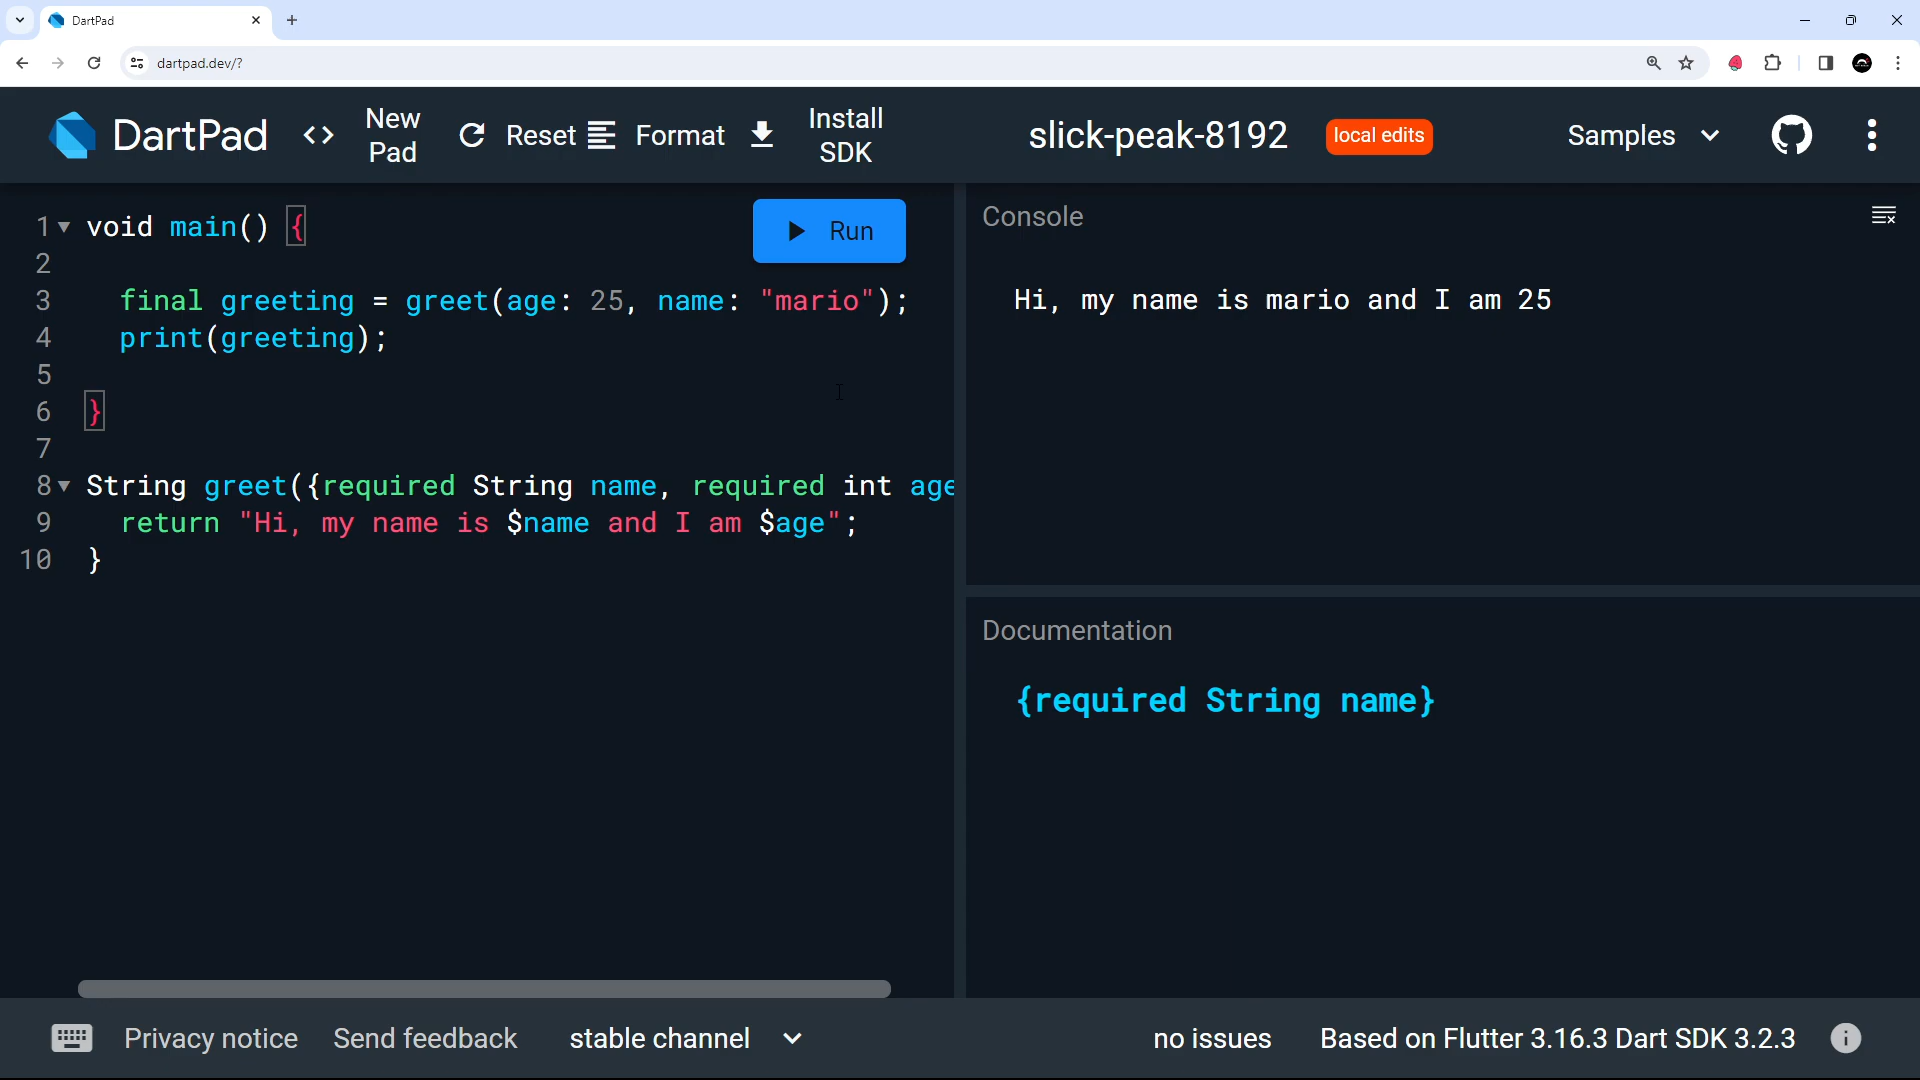 DartPad
dartpad.dev/?
DartPad
New Pad
Reset
Format
Install SDK
slick-peak-8192
local edits
Samples
1 void main() {
2
3 final greeting = greet(age: 25, name: "mario");
4 print(greeting);
5
6 }
7
8 String greet({required String name, required int age
9 return "Hi, my name is $name and I am $age";
10 }
Run
Console
Hi, my name is mario and I am 25
Documentation
{required String name}
Privacy notice
Send feedback
stable channel
no issues
Based on Flutter 3.16.3 Dart SDK 3.2.3